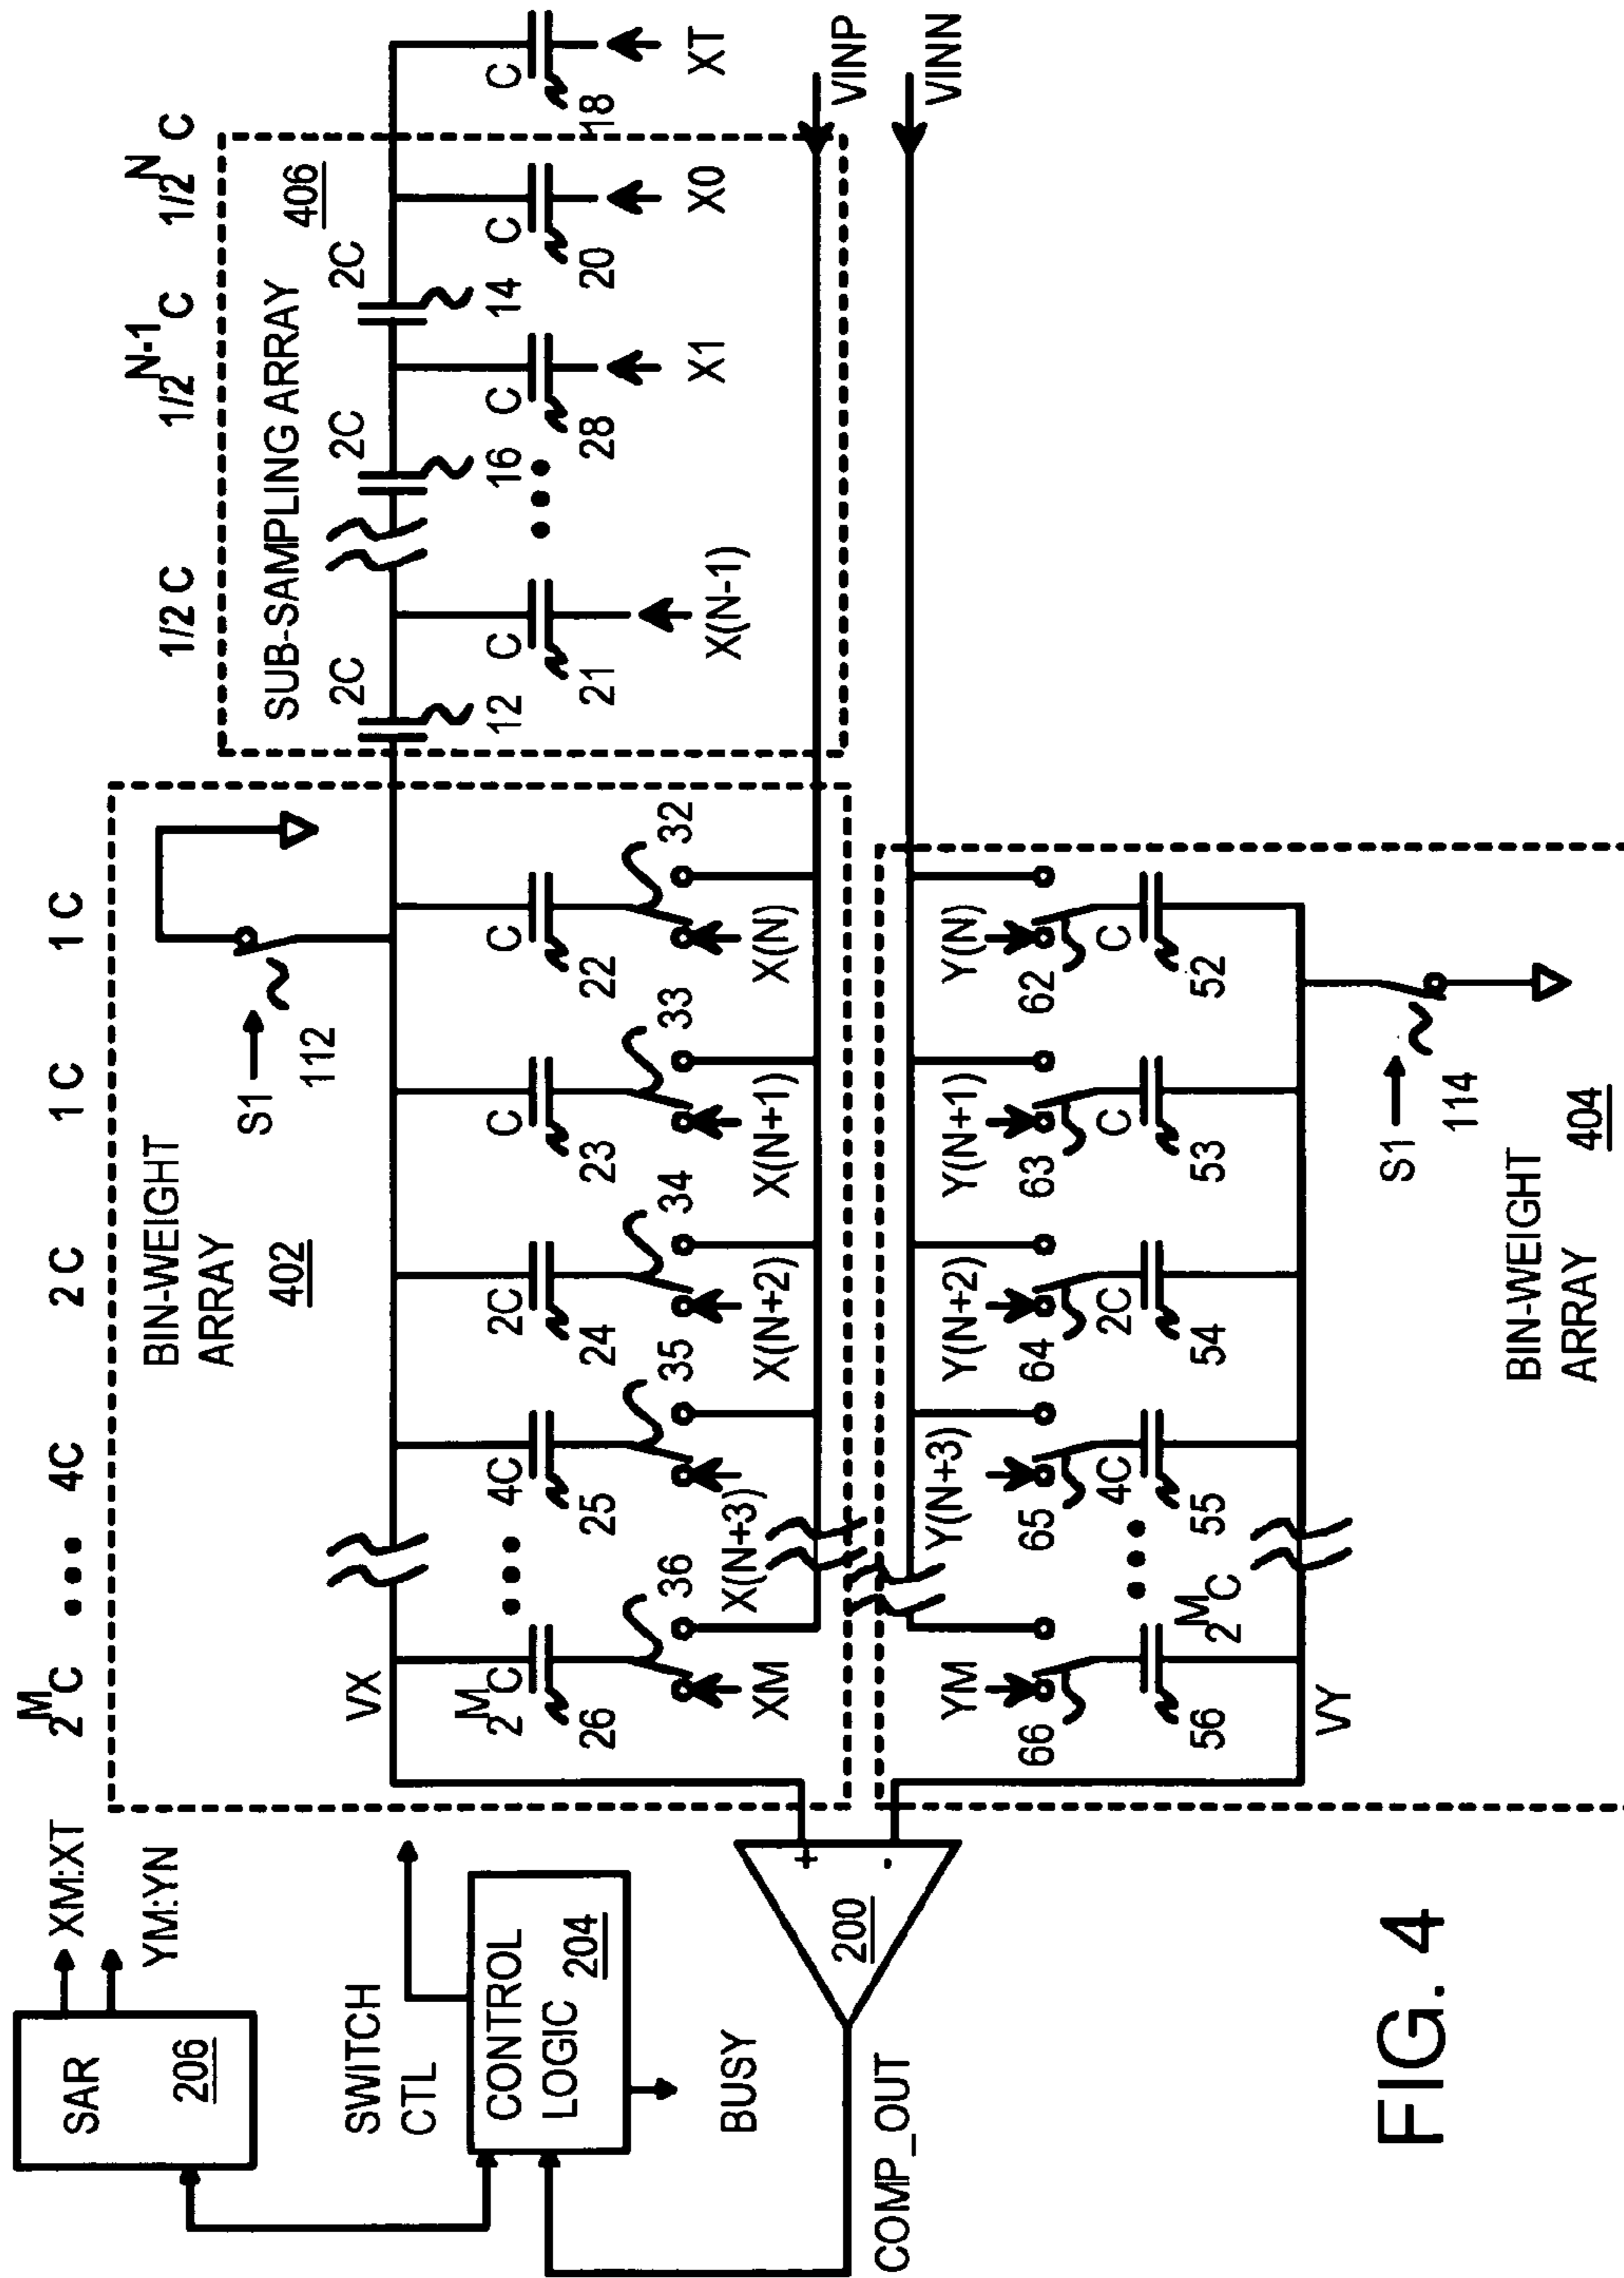 2^M C ••• 4C 2 C 1 C 1 C 1/2 C 1/2^N-1 C 1/2^N C
XM:XT
YM:YN
SAR
206
SWITCH
CTL
CONTROL
LOGIC 204
BUSY
COMP_OUT
200
+
-
BIN-WEIGHT
ARRAY
402
S1
112
VX
2^M C
26
36
XM
4C
25
35
X(N+3)
2C
24
34
X(N+2)
C
23
33
X(N+1)
C
22
32
X(N)
SUB-SAMPLING ARRAY
406
2C
12
C
21
X(N-1)
2C
16
C
28
X1
2C
14
C
20
X0
C
18
XT
VINP
VINN
YM
66
2^M C
56
Y(N+3)
65
4C
55
Y(N+2)
64
2C
54
Y(N+1)
63
C
53
Y(N)
62
C
52
VY
S1
114
BIN-WEIGHT
ARRAY
404
FIG. 4